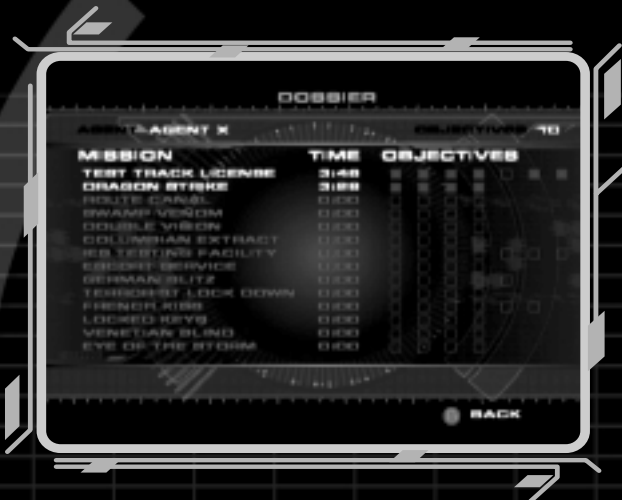 DOSSIER
AGENT AGENT X OBJECTIVES 10
MISSION TIME OBJECTIVES
TEST TRACK LICENSE 3:48
DRAGON STRIKE 3:28
ROUTE CANAL 0:00
SWAMP VENOM 0:00
DOUBLE VISION 0:00
COLUMBIAN EXTRACT 0:00
IEB TESTING FACILITY 0:00
ESCORT SERVICE 0:00
GERMAN BLITZ 0:00
TERRORIST LOCK DOWN 0:00
FRENCH KISS 0:00
LOCKED KEYS 0:00
VENETIAN BLIND 0:00
EYE OF THE STORM 0:00
BACK